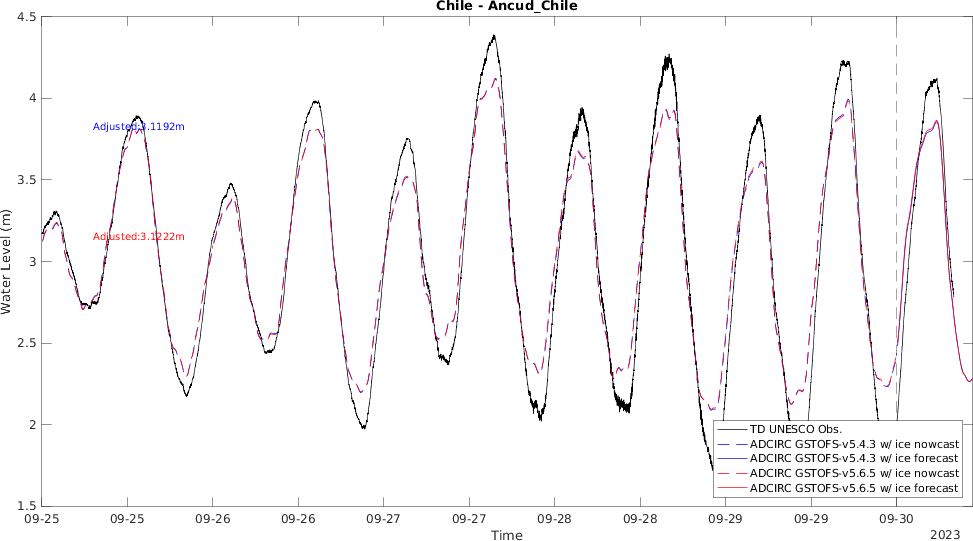 Chile - Ancud_Chile
4.5
4
3.5
3
2.5
2
1.5
Water Level (m)
Adjusted:3.1192m
Adjusted:3.1222m
TD UNESCO Obs.
ADCIRC GSTOFS-v5.4.3 w/ ice nowcast
ADCIRC GSTOFS-v5.4.3 w/ ice forecast
ADCIRC GSTOFS-v5.6.5 w/ ice nowcast
ADCIRC GSTOFS-v5.6.5 w/ ice forecast
09-25 09-25 09-26 09-26 09-27 09-27 09-28 09-28 09-29 09-29 09-30
Time
2023